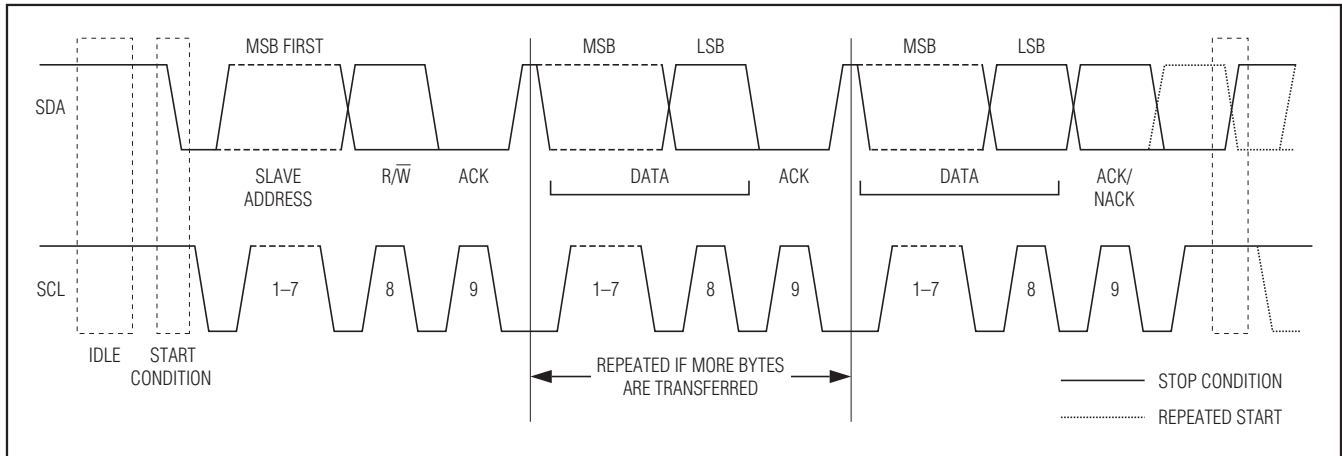 MSB FIRST
MSB
LSB
MSB
LSB
SDA
SLAVE
ADDRESS
R/W̅
ACK
DATA
ACK
DATA
ACK/
NACK
SCL
1–7
8
9
1–7
8
9
1–7
8
9
IDLE
START
CONDITION
REPEATED IF MORE BYTES
ARE TRANSFERRED
STOP CONDITION
REPEATED START